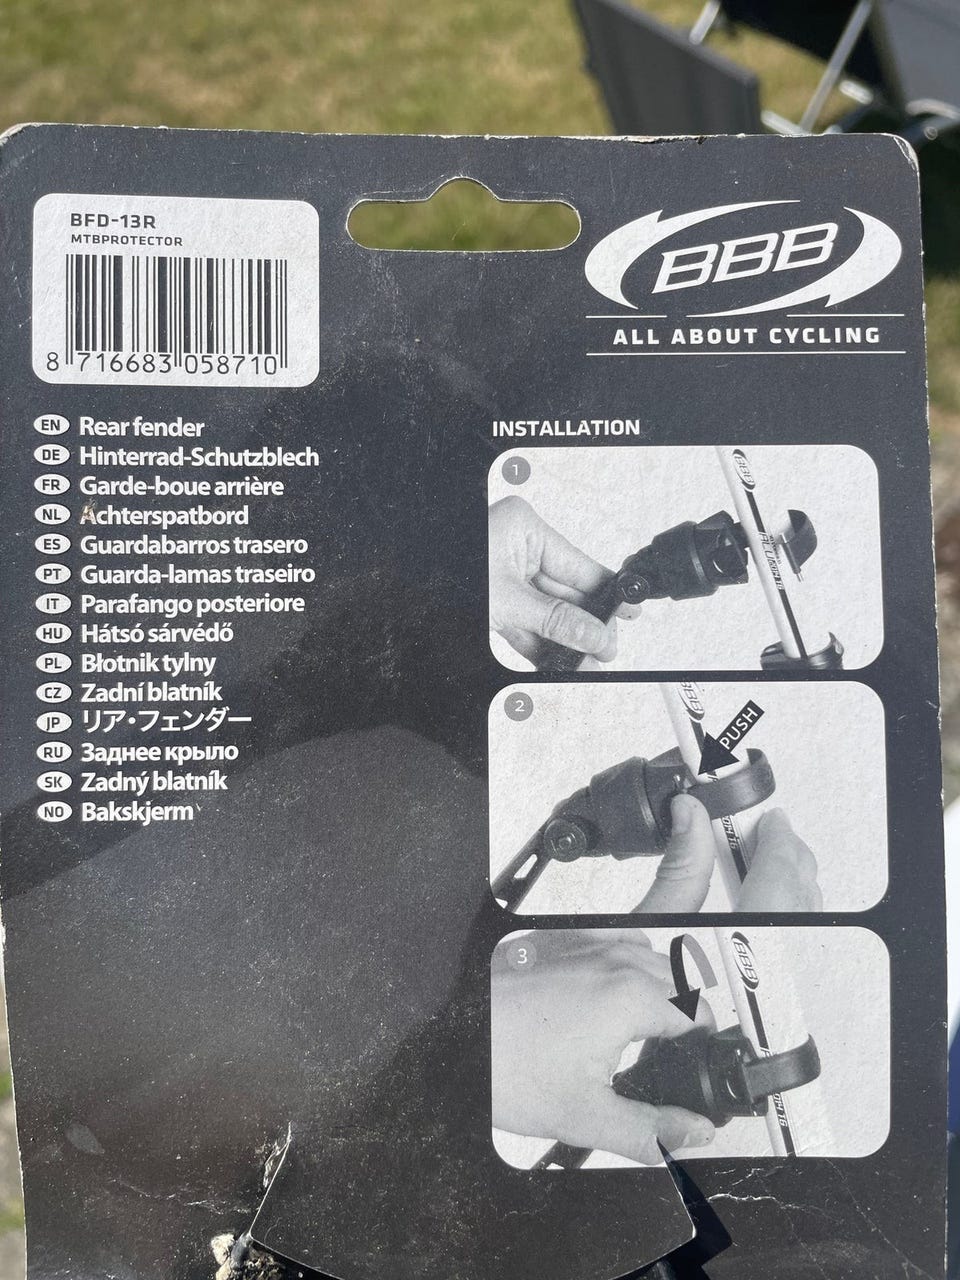 BFD-13R
MTBPROTECTOR
8 716683 058710
BBB
ALL ABOUT CYCLING
EN Rear fender
DE Hinterrad-Schutzblech
FR Garde-boue arrière
NL Achterspatbord
ES Guardabarros trasero
PT Guarda-lamas traseiro
IT Parafango posteriore
HU Hátsó sárvédő
PL Błotnik tylny
CZ Zadní blatník
JP リア・フェンダー
RU Заднее крыло
SK Zadný blatník
NO Bakskjerm
INSTALLATION
1
BBB
2
BBB
PUSH
3
BBB